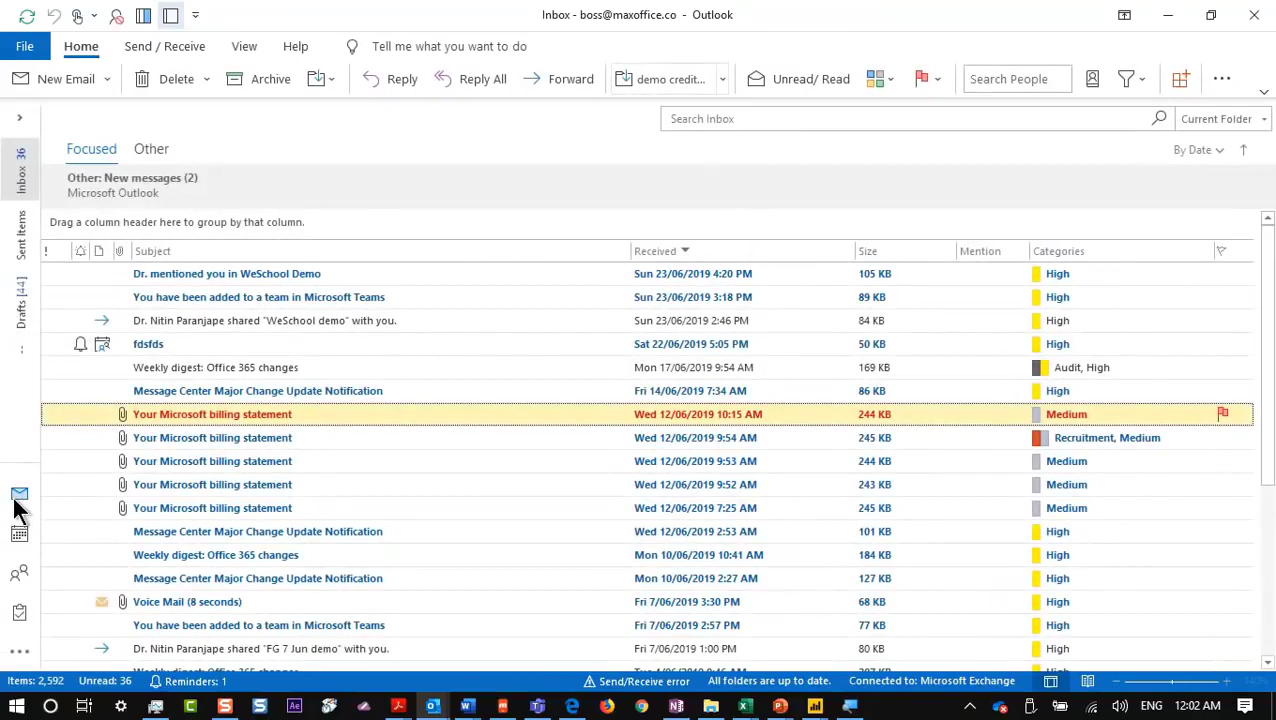 Inbox - boss@maxoffice.co - Outlook
File Home Send / Receive View Help Tell me what you want to do
New Email Delete Archive Reply Reply All Forward demo credit... Unread/ Read Search People
Search Inbox Current Folder
Focused Other By Date
Other: New messages (2)
Microsoft Outlook
Drag a column header here to group by that column.
! Subject Received Size Mention Categories
Dr. mentioned you in WeSchool Demo Sun 23/06/2019 4:20 PM 105 KB High
You have been added to a team in Microsoft Teams Sun 23/06/2019 3:18 PM 89 KB High
Dr. Nitin Paranjape shared "WeSchool demo" with you. Sun 23/06/2019 2:46 PM 84 KB High
fdsfds Sat 22/06/2019 5:05 PM 50 KB High
Weekly digest: Office 365 changes Mon 17/06/2019 9:54 AM 169 KB Audit, High
Message Center Major Change Update Notification Fri 14/06/2019 7:34 AM 86 KB High
Your Microsoft billing statement Wed 12/06/2019 10:15 AM 244 KB Medium
Your Microsoft billing statement Wed 12/06/2019 9:54 AM 245 KB Recruitment, Medium
Your Microsoft billing statement Wed 12/06/2019 9:53 AM 244 KB Medium
Your Microsoft billing statement Wed 12/06/2019 9:52 AM 243 KB Medium
Your Microsoft billing statement Wed 12/06/2019 7:25 AM 245 KB Medium
Message Center Major Change Update Notification Wed 12/06/2019 2:53 AM 101 KB High
Weekly digest: Office 365 changes Mon 10/06/2019 10:41 AM 184 KB High
Message Center Major Change Update Notification Mon 10/06/2019 2:27 AM 127 KB High
Voice Mail (8 seconds) Fri 7/06/2019 3:30 PM 68 KB High
You have been added to a team in Microsoft Teams Fri 7/06/2019 2:57 PM 77 KB High
Dr. Nitin Paranjape shared "FG 7 Jun demo" with you. Fri 7/06/2019 1:00 PM 80 KB High
Inbox 36
Sent Items
Drafts [44]
Items: 2,592 Unread: 36 Reminders: 1 Send/Receive error All folders are up to date. Connected to: Microsoft Exchange
ENG 12:02 AM